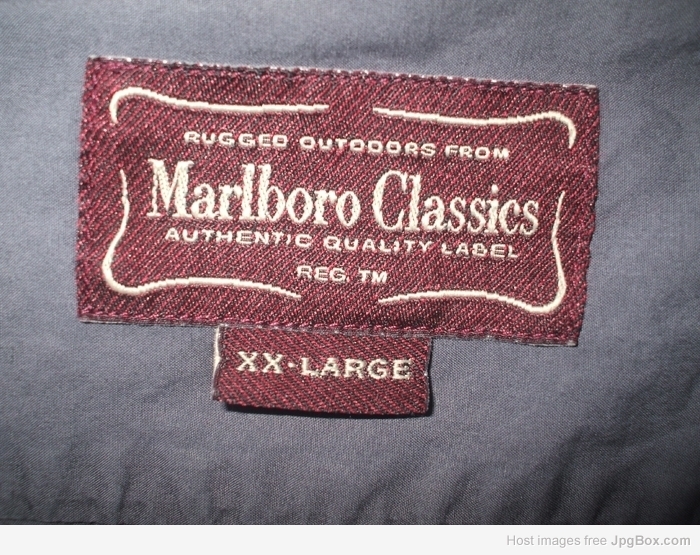 RUGGED OUTDOORS FROM
Marlboro Classics
AUTHENTIC QUALITY LABEL
REG. TM
XX-LARGE
Host images free JpgBox.com